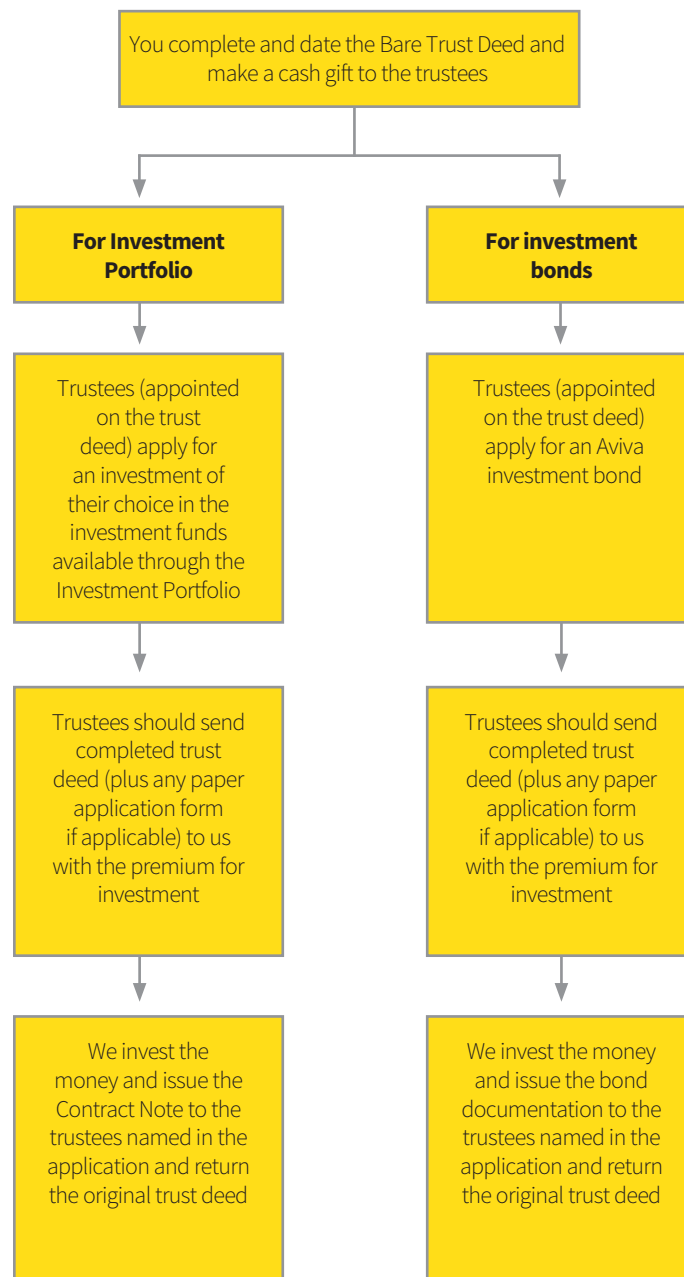 You complete and date the Bare Trust Deed and
make a cash gift to the trustees
For Investment
Portfolio
Trustees (appointed
on the trust
deed) apply for
an investment of
their choice in the
investment funds
available through the
Investment Portfolio
Trustees should send
completed trust
deed (plus any paper
application form
if applicable) to us
with the premium for
investment
We invest the
money and issue the
Contract Note to the
trustees named in the
application and return
the original trust deed
For investment
bonds
Trustees (appointed
on the trust deed)
apply for an Aviva
investment bond
Trustees should send
completed trust
deed (plus any paper
application form
if applicable) to us
with the premium for
investment
We invest the money
and issue the bond
documentation to the
trustees named in the
application and return
the original trust deed